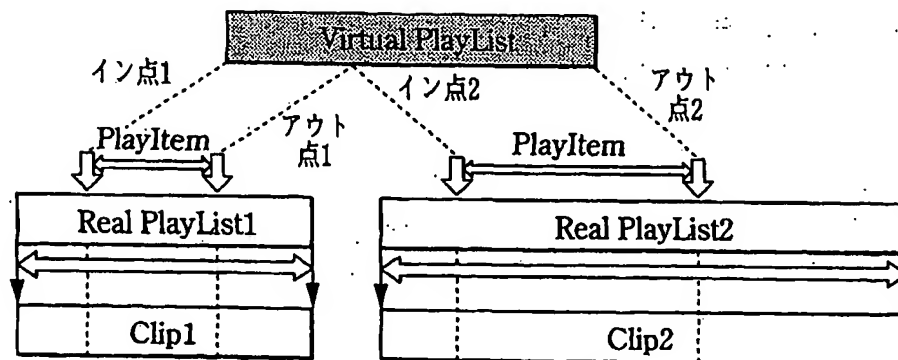 Virtual PlayList
イン点1
イン点2
アウト
点2
アウト
点1
PlayItem
PlayItem
Real PlayList1
Real PlayList2
Clip1
Clip2